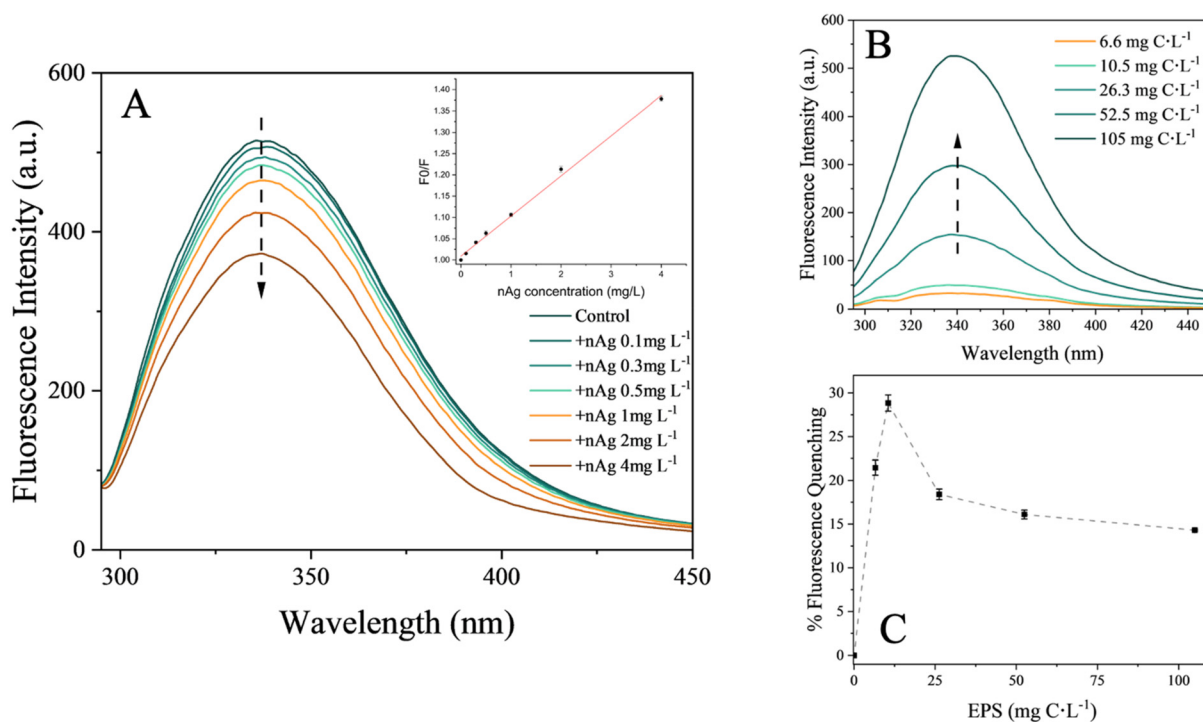 A
600
400
200
0
300
350
400
450
Fluorescence Intensity (a.u.)
Wavelength (nm)
1.40
1.35
1.30
1.25
1.20
1.15
1.10
1.05
1.00
F0/F
0
1
2
3
4
nAg concentration (mg/L)
Control
+nAg 0.1mg L⁻¹
+nAg 0.3mg L⁻¹
+nAg 0.5mg L⁻¹
+nAg 1mg L⁻¹
+nAg 2mg L⁻¹
+nAg 4mg L⁻¹
B
600
500
400
300
200
100
0
300
320
340
360
380
400
420
440
Fluorescence Intensity (a.u.)
Wavelength (nm)
6.6 mg C·L⁻¹
10.5 mg C·L⁻¹
26.3 mg C·L⁻¹
52.5 mg C·L⁻¹
105 mg C·L⁻¹
30
25
20
15
10
5
0
% Fluorescence Quenching
C
0
25
50
75
100
EPS (mg C·L⁻¹)